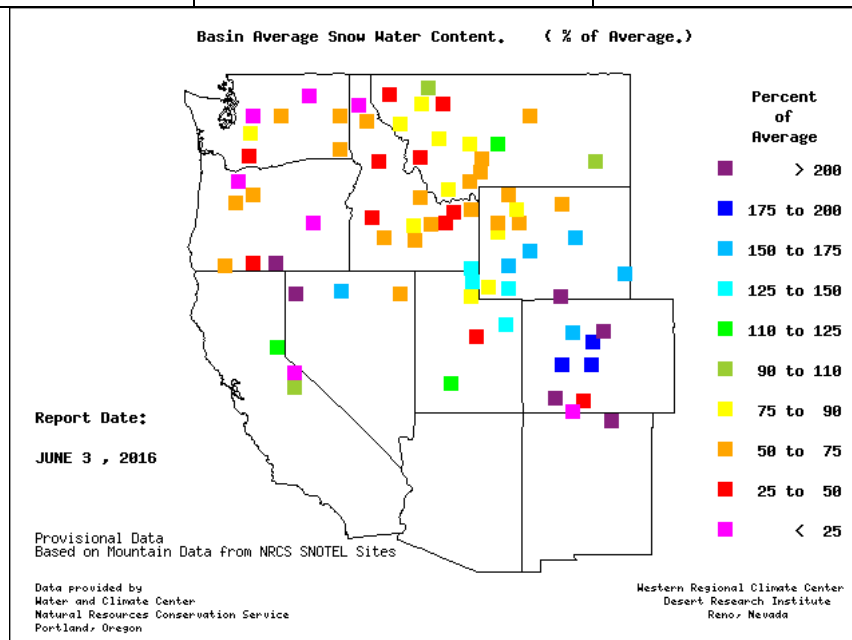 Basin Average Snow Water Content. ( % of Average.)
Percent
of
Average
> 200
175 to 200
150 to 175
125 to 150
110 to 125
90 to 110
75 to 90
50 to 75
25 to 50
< 25
Report Date:
JUNE 3 , 2016
Provisional Data
Based on Mountain Data from NRCS SNOTEL Sites
Data provided by
Water and Climate Center
Natural Resources Conservation Service
Portland, Oregon
Western Regional Climate Center
Desert Research Institute
Reno, Nevada